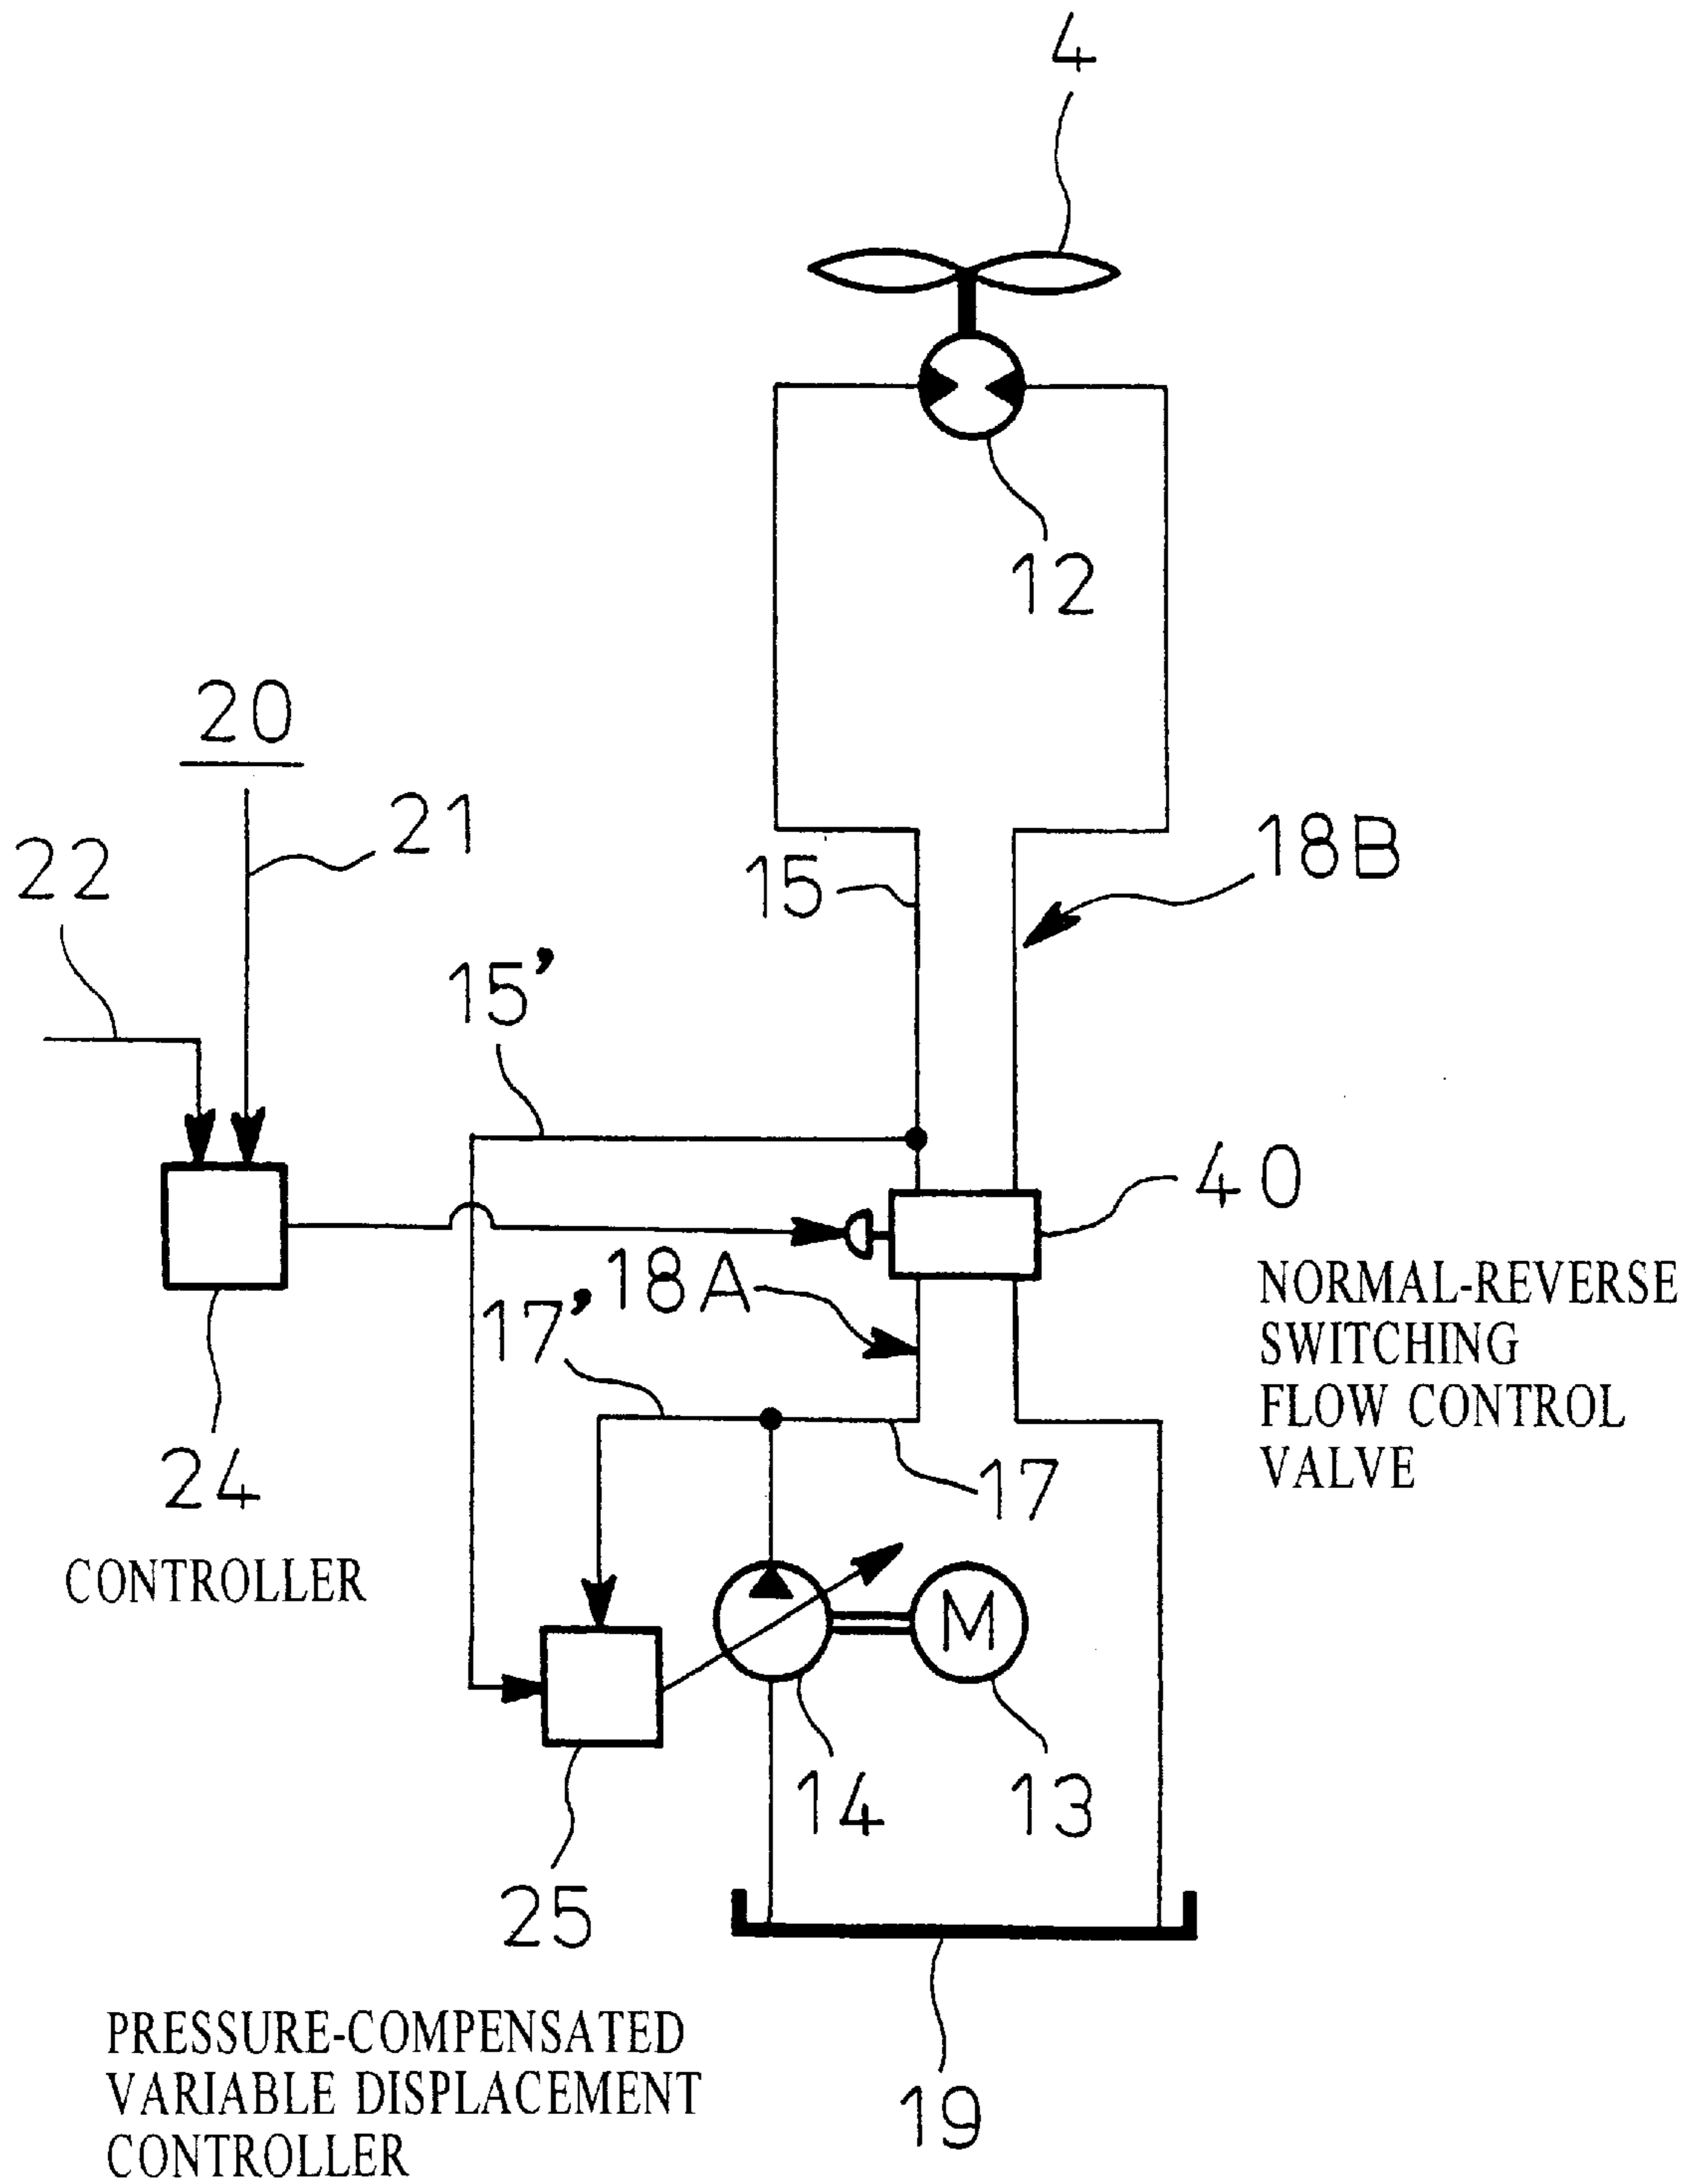 4
12
20
21
22
15
18B
15’
40
18A
17’
NORMAL-REVERSE
SWITCHING
FLOW CONTROL
VALVE
24
17
CONTROLLER
M
14
13
25
19
PRESSURE-COMPENSATED
VARIABLE DISPLACEMENT
CONTROLLER